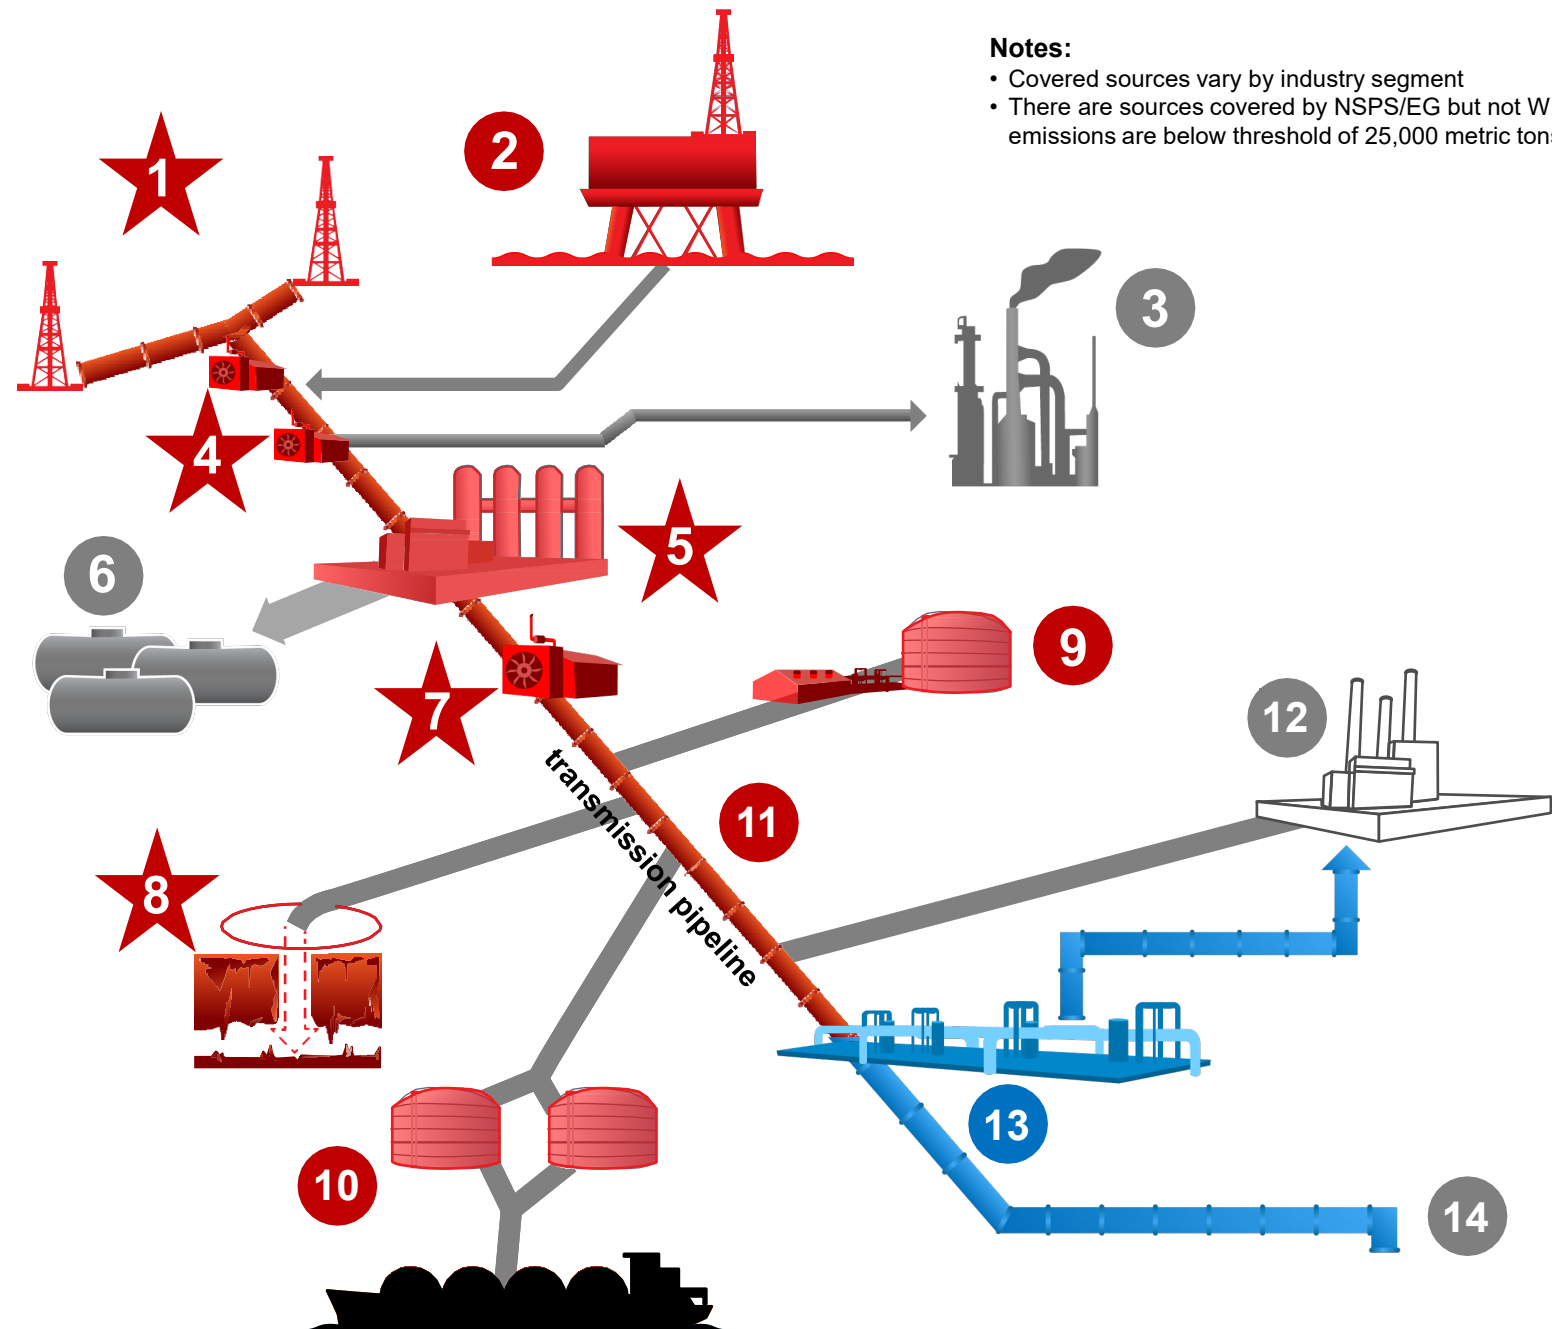 Notes:
• Covered sources vary by industry segment
• There are sources covered by NSPS/EG but not W
emissions are below threshold of 25,000 metric tons
1
2
3
4
5
6
7
8
9
10
11
12
13
14
transmission pipeline